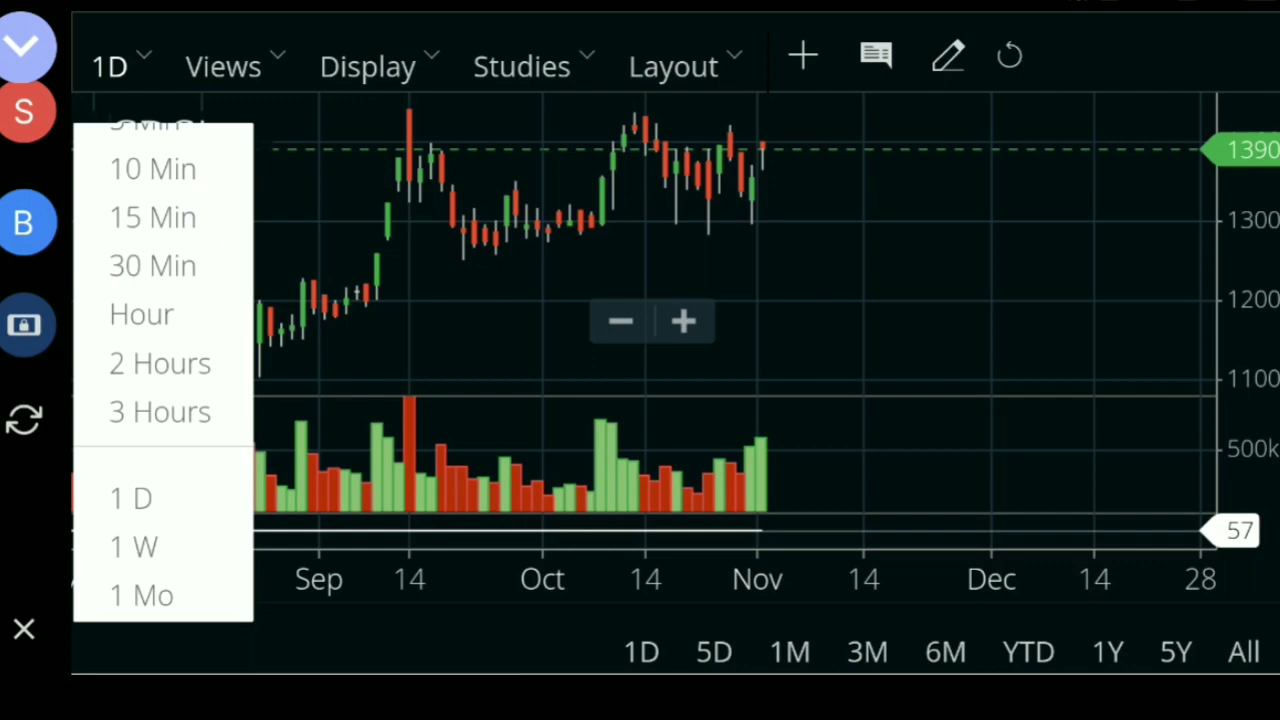 1D Views Display Studies Layout
S
B
5 Min
10 Min
15 Min
30 Min
Hour
2 Hours
3 Hours
1 D
1 W
1 Mo
1390
1300
1200
1100
500k
57
Sep 14 Oct 14 Nov 14 Dec 14 28
1D 5D 1M 3M 6M YTD 1Y 5Y All